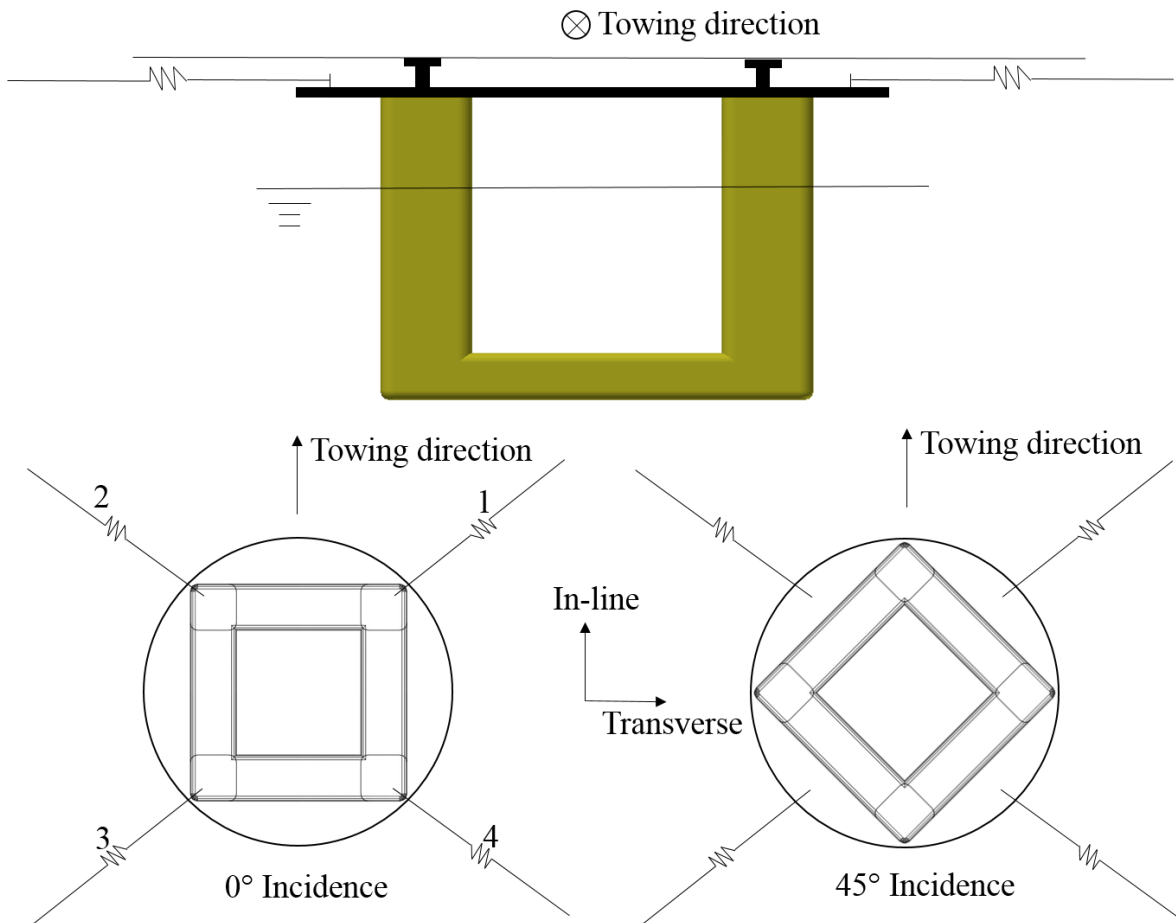 Towing direction
Towing direction
Towing direction
2
1
In-line
Transverse
3
4
0° Incidence
45° Incidence